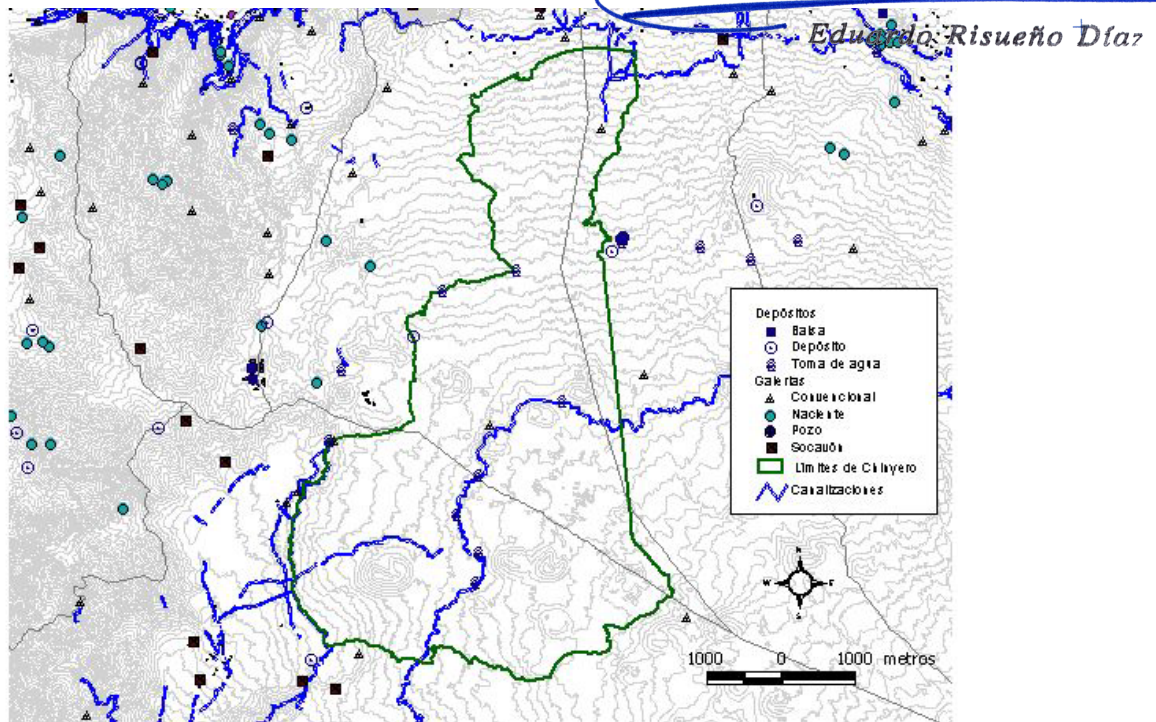 Eduardo Risueño Díaz
Depósitos
Balsa
Depósito
Toma de agua
Galerías
Convencional
Naciente
Pozo
Socavón
Límites de Chinyero
Canalizaciones
N
W
E
S
1000 0 1000 metros